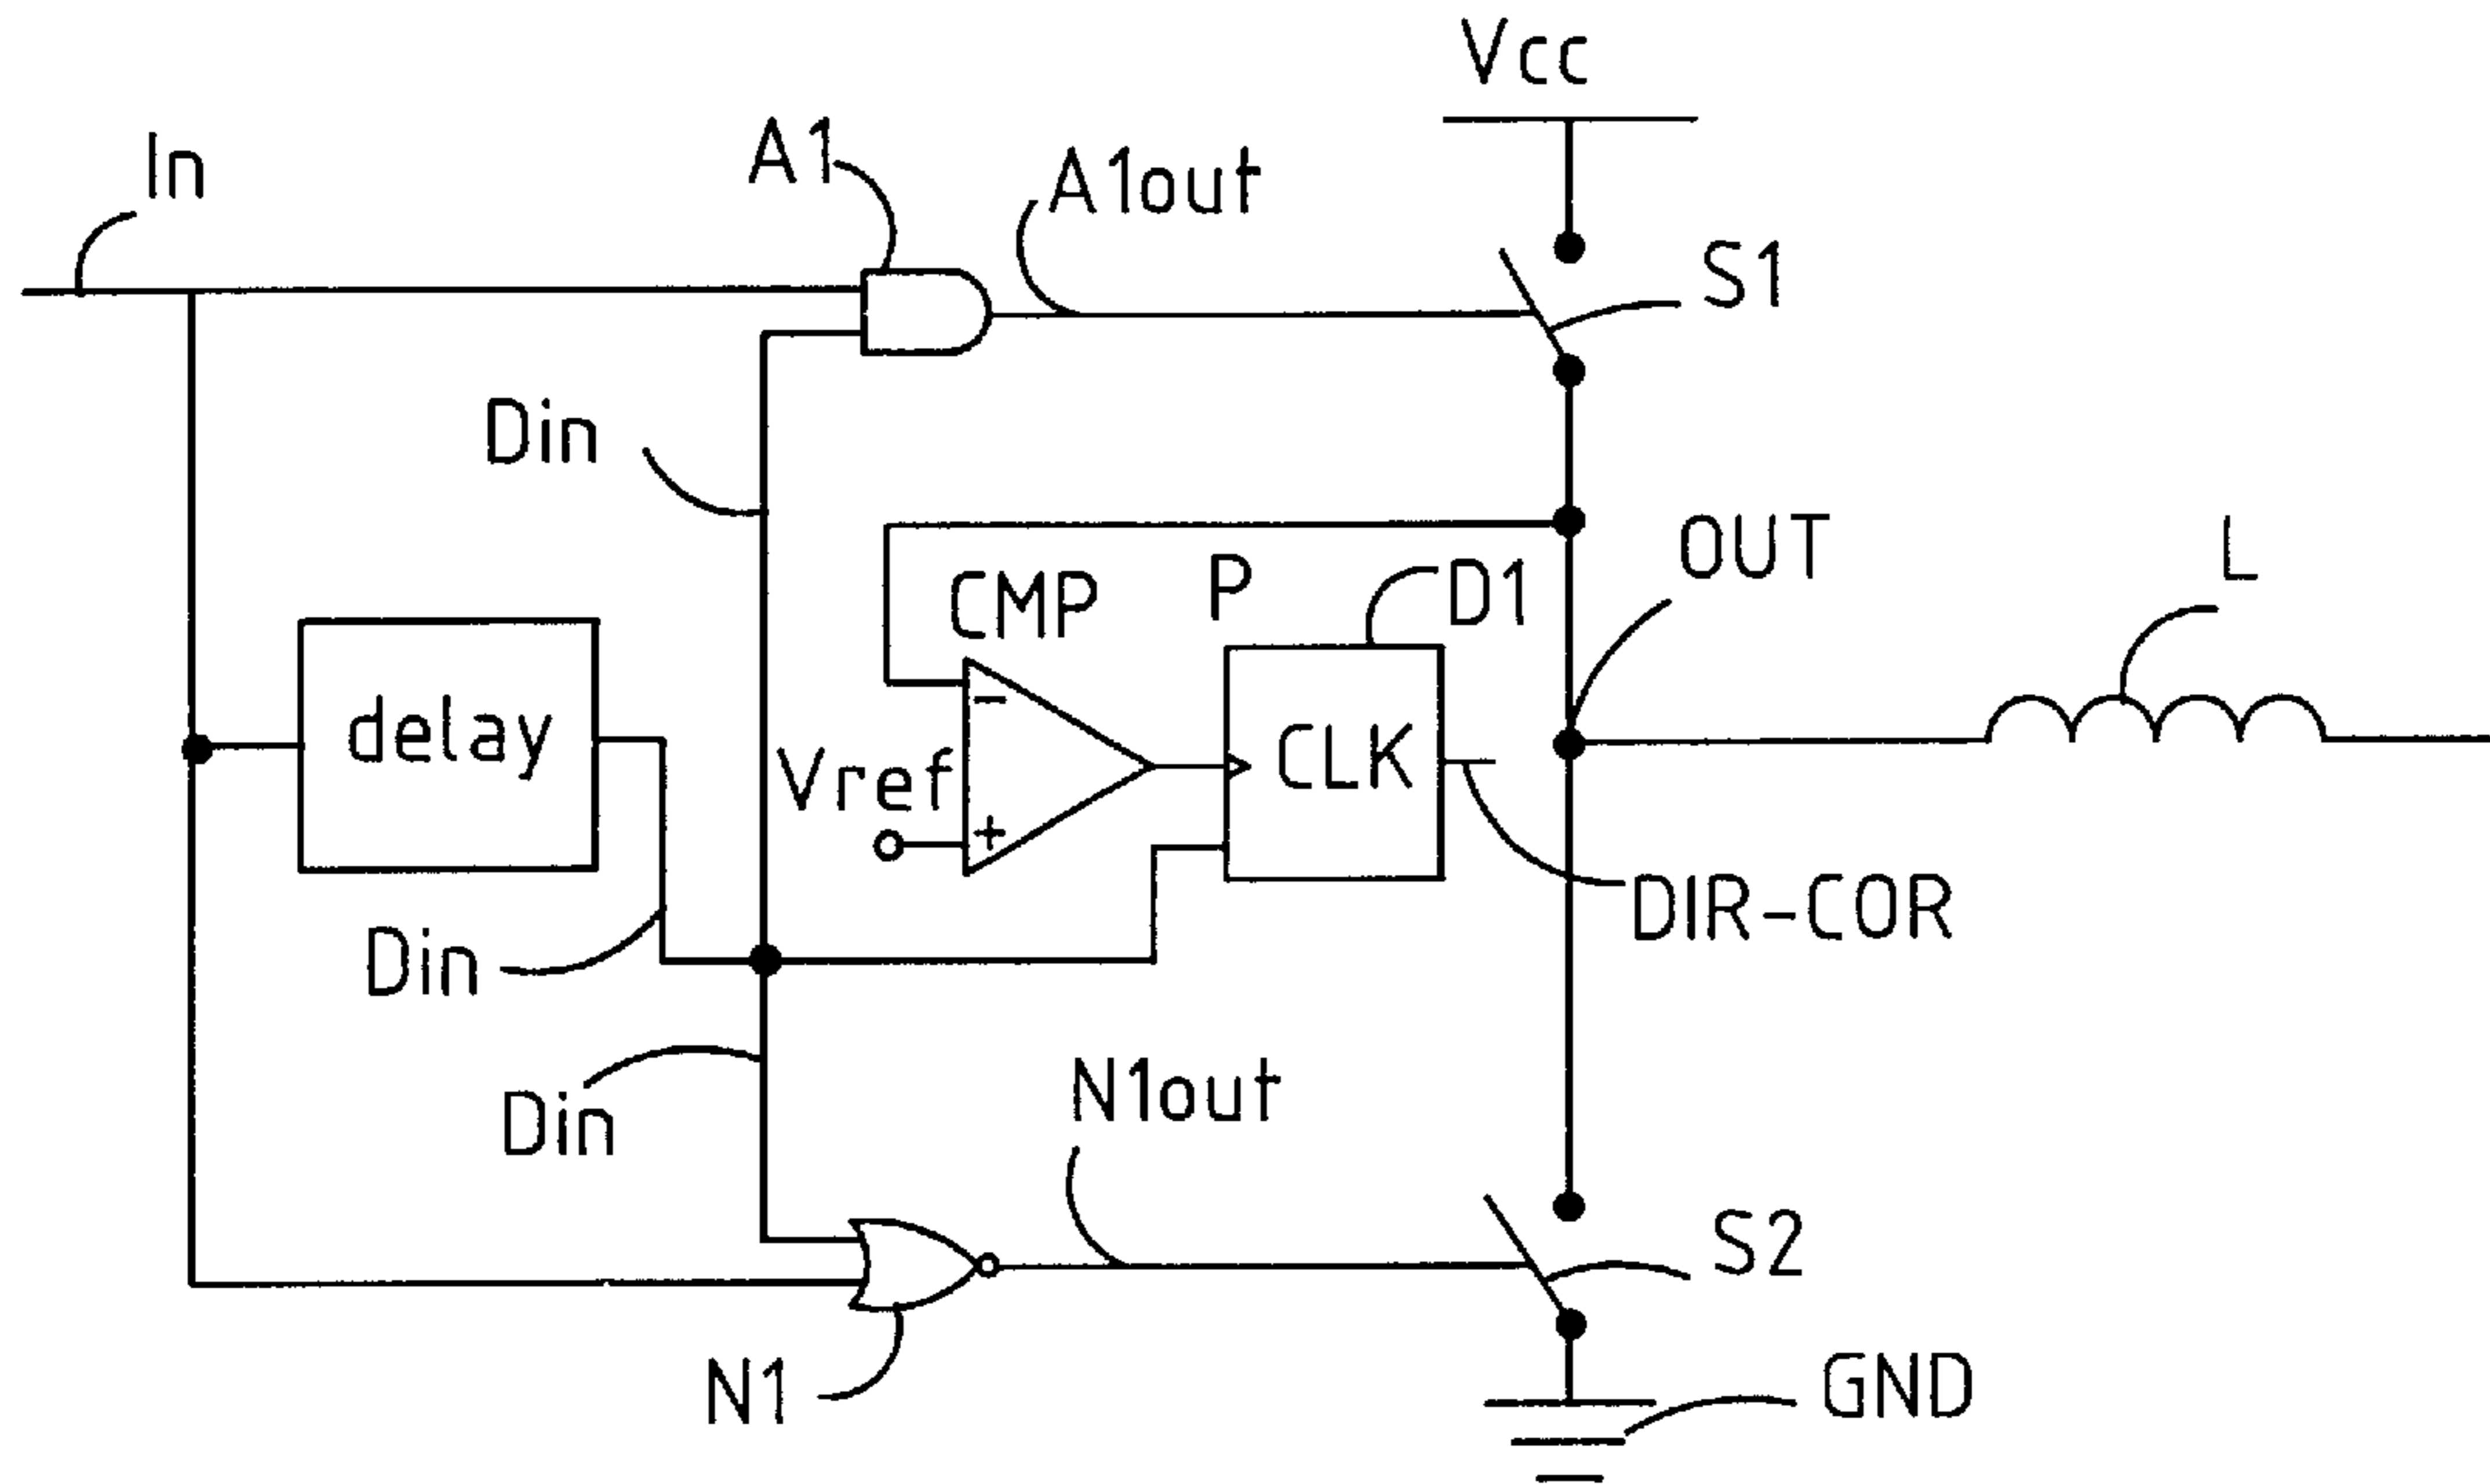 Vcc
In
A1
A1out
S1
Din
OUT
L
CMP
P
D1
delay
Vref
-
+
CLK
DIR-COR
Din
Din
N1out
S2
N1
GND